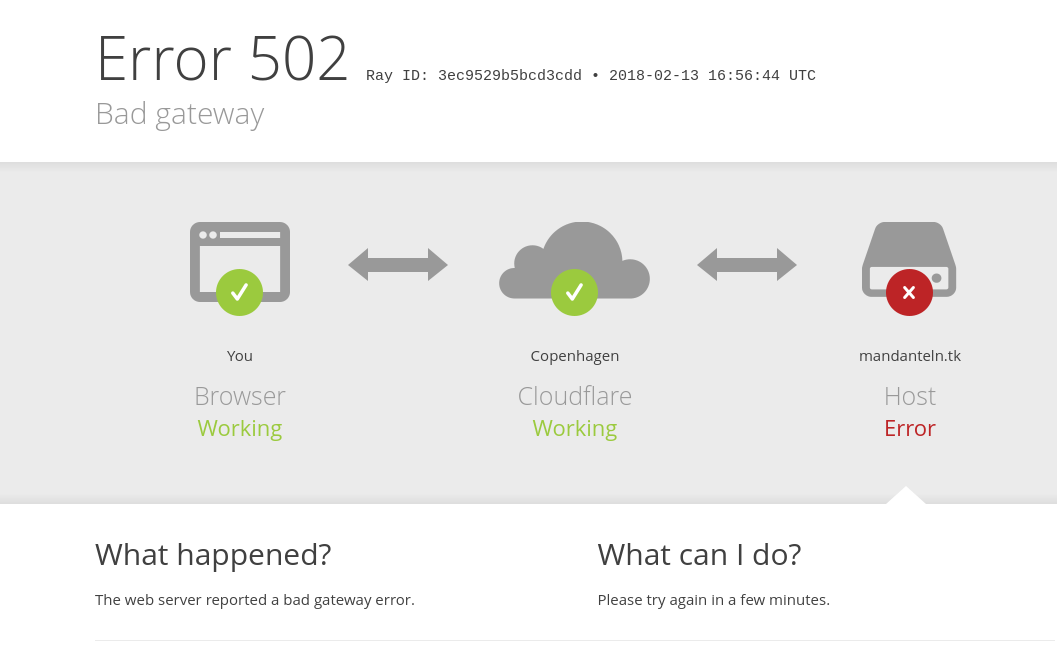 Error 502 Ray ID: 3ec9529b5bcd3cdd • 2018-02-13 16:56:44 UTC
Bad gateway
You
Browser
Working
Copenhagen
Cloudflare
Working
mandanteln.tk
Host
Error
What happened?
The web server reported a bad gateway error.
What can I do?
Please try again in a few minutes.